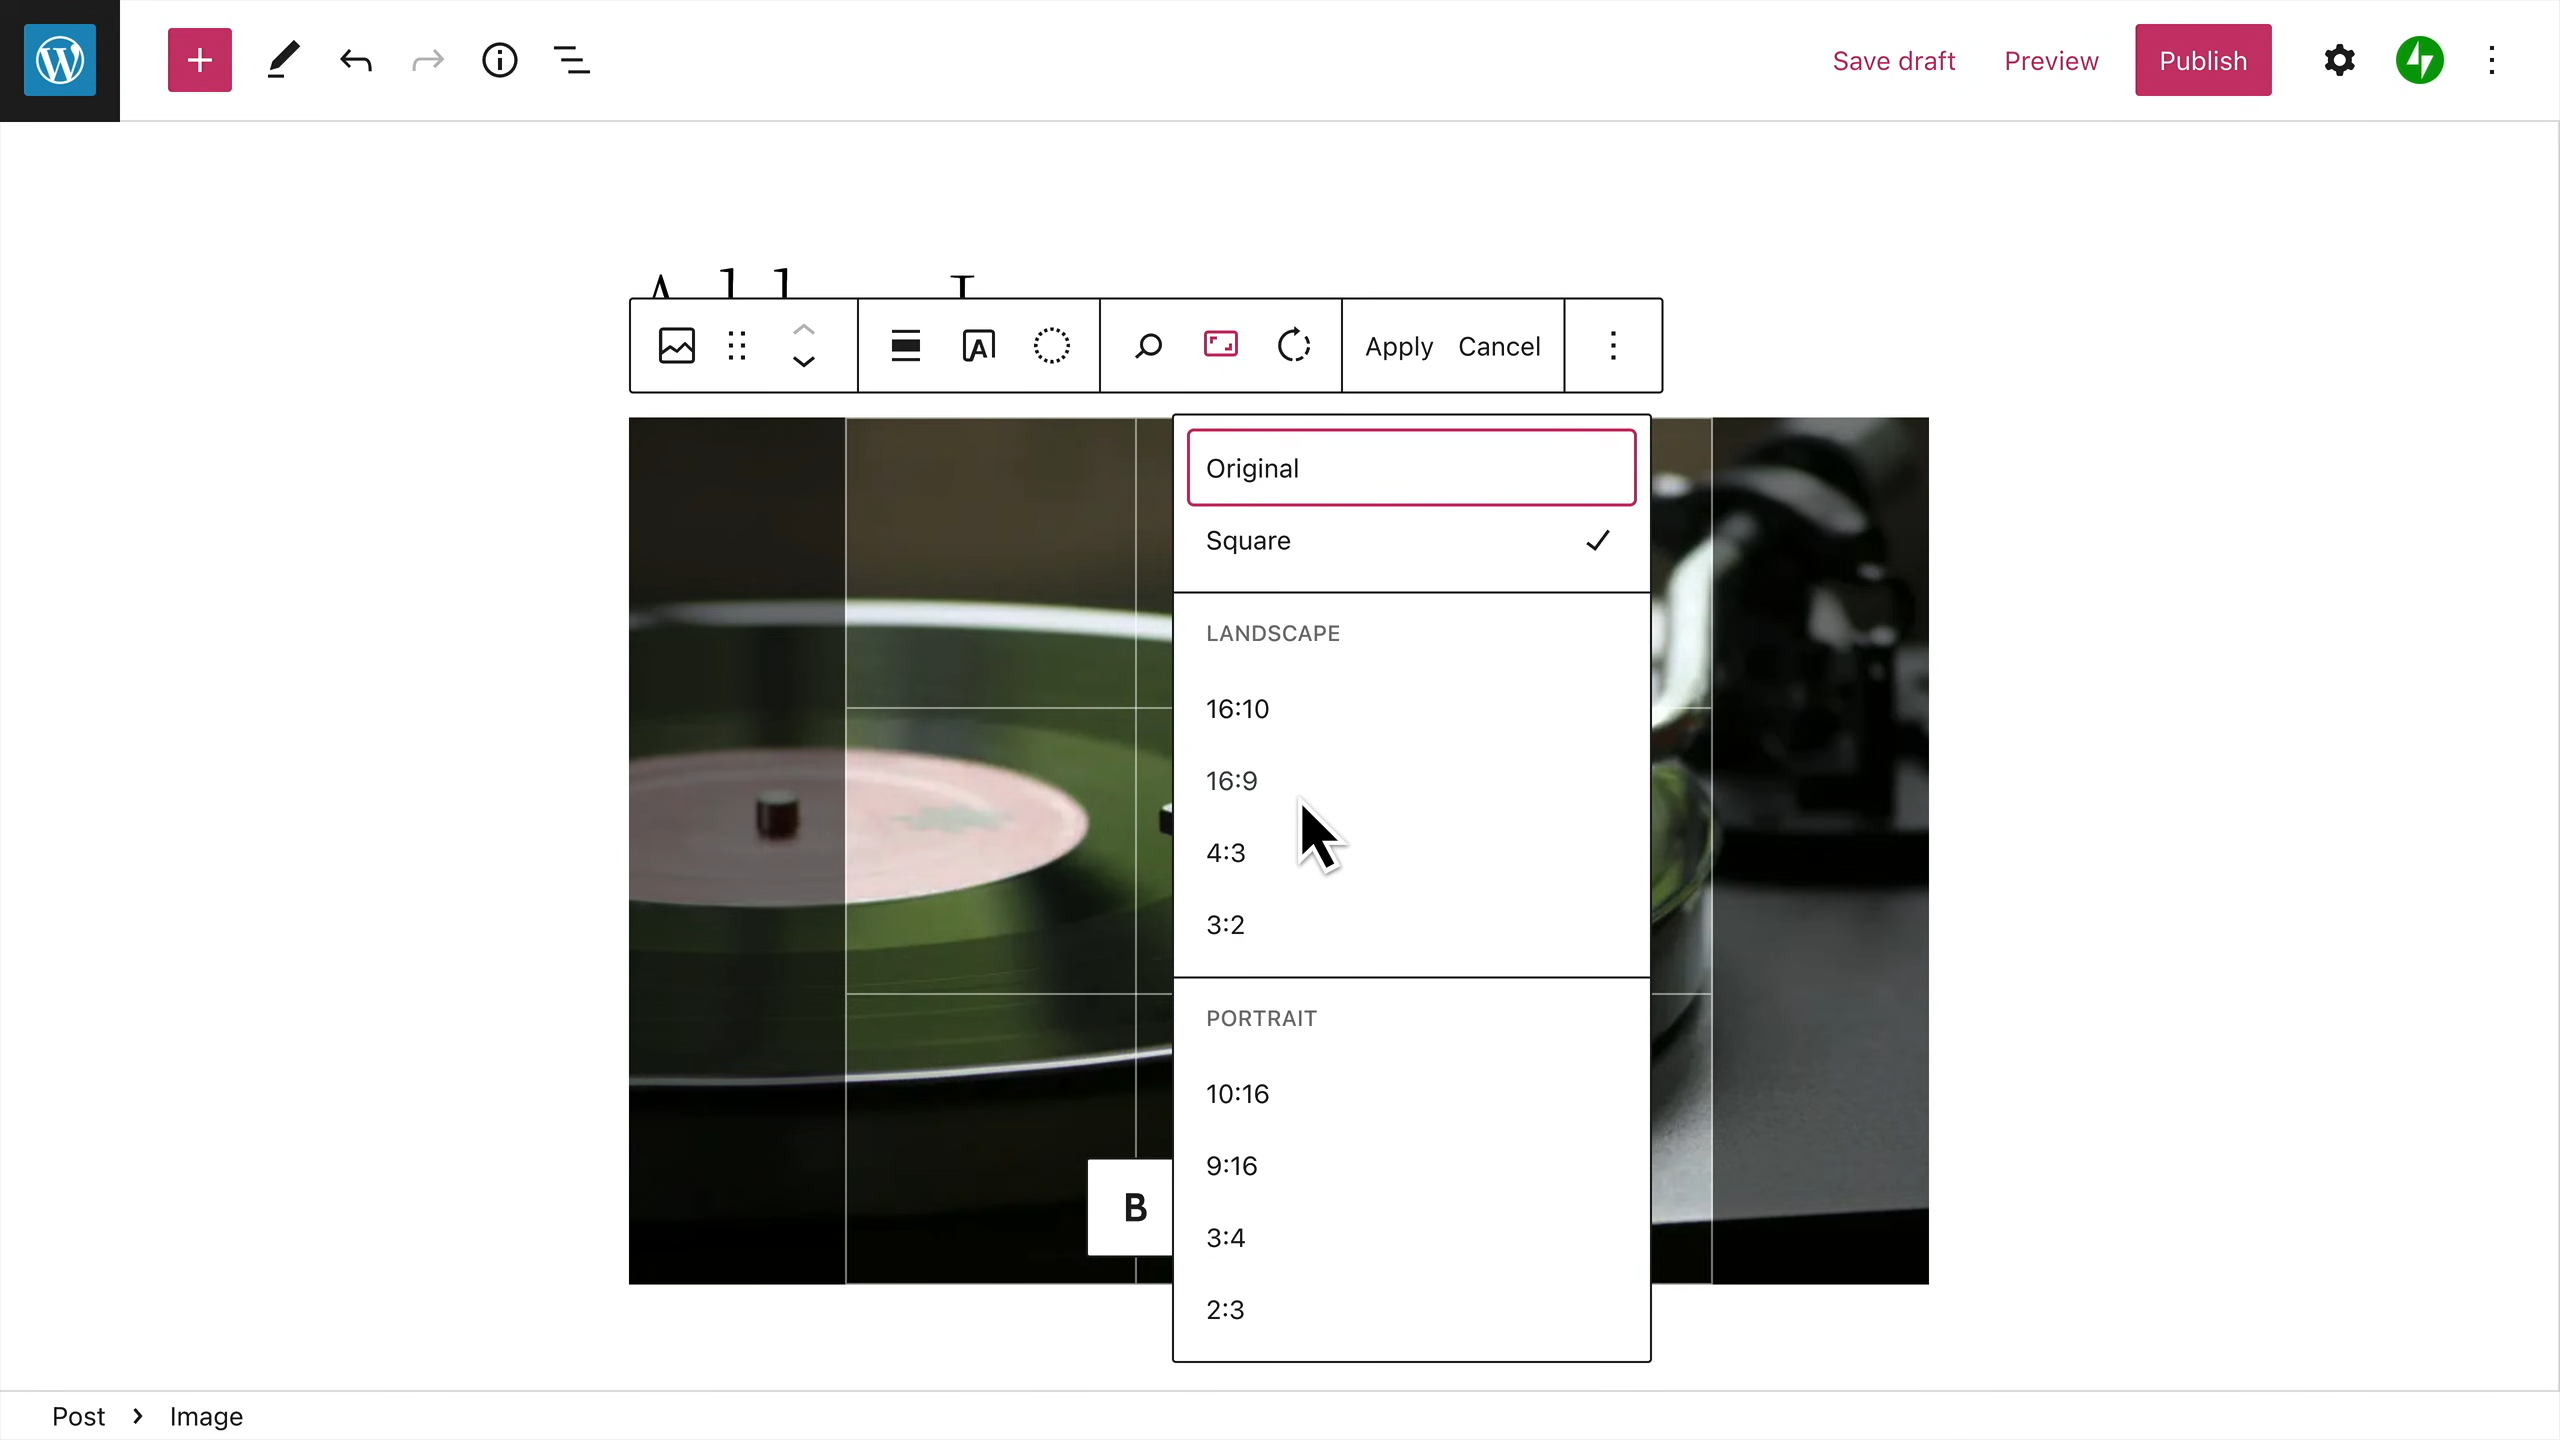 Save draft Preview Publish
Apply Cancel
Original
Square
LANDSCAPE
16:10
16:9
4:3
3:2
PORTRAIT
10:16
9:16
3:4
2:3
B
Post Image